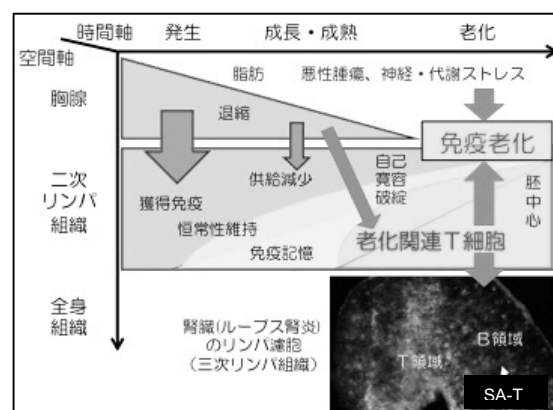 時間軸 発生 成長・成熟 老化
空間軸
脂肪 悪性腫瘍、神経・代謝ストレス
胸線
退縮
免疫老化
二次
リンパ
組織
獲得免疫
供給減少
自己
寛容
破綻
胚
中
心
恒常性維持
免疫記憶
老化関連T細胞
全身
組織
腎臓(ループス腎炎)
のリンパ濾胞
(三次リンパ組織)
T領域
B領域
SA-T